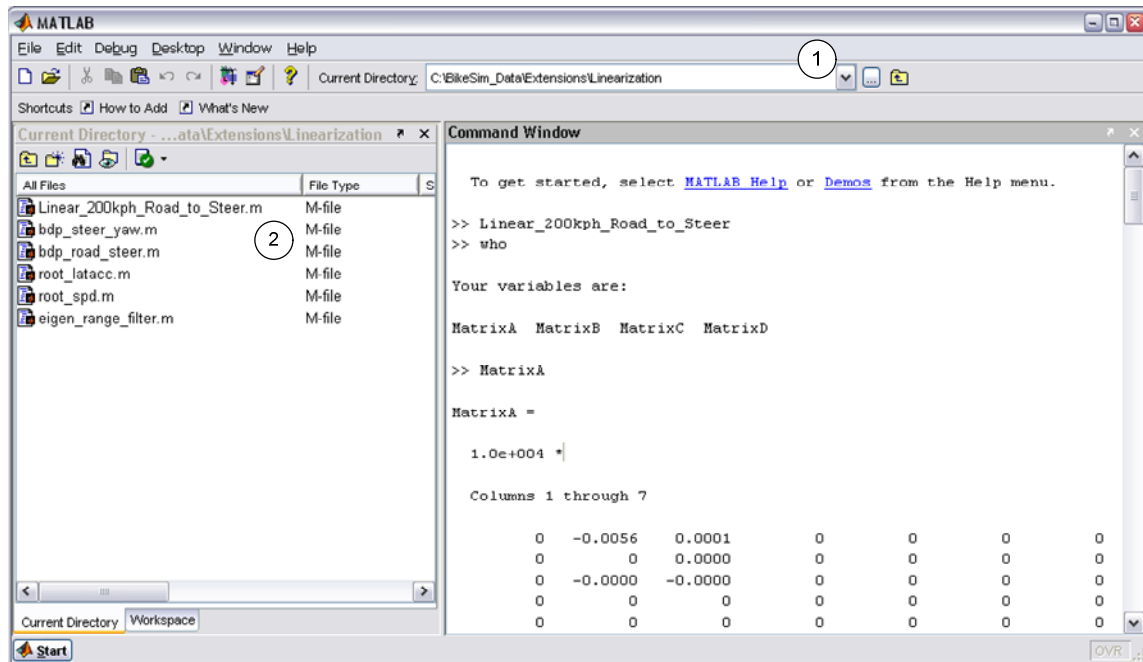 MATLAB
File Edit Debug Desktop Window Help
Current Directory: C:\BikeSim_Data\Extensions\Linearization
1
Shortcuts How to Add What's New
Current Directory - ...ata\Extensions\Linearization
All Files File Type S
Linear_200kph_Road_to_Steer.m M-file
bdp_steer_yaw.m M-file
2
bdp_road_steer.m M-file
root_latacc.m M-file
root_spd.m M-file
eigen_range_filter.m M-file
Current Directory Workspace
Command Window
To get started, select MATLAB Help or Demos from the Help menu.
>> Linear_200kph_Road_to_Steer
>> who
Your variables are:
MatrixA MatrixB MatrixC MatrixD
>> MatrixA
MatrixA =
1.0e+004 *
Columns 1 through 7
0 -0.0056 0.0001 0 0 0 0
0 0 0.0000 0 0 0 0
0 -0.0000 -0.0000 0 0 0 0
0 0 0 0 0 0 0
0 0 0 0 0 0 0
Start
OVR